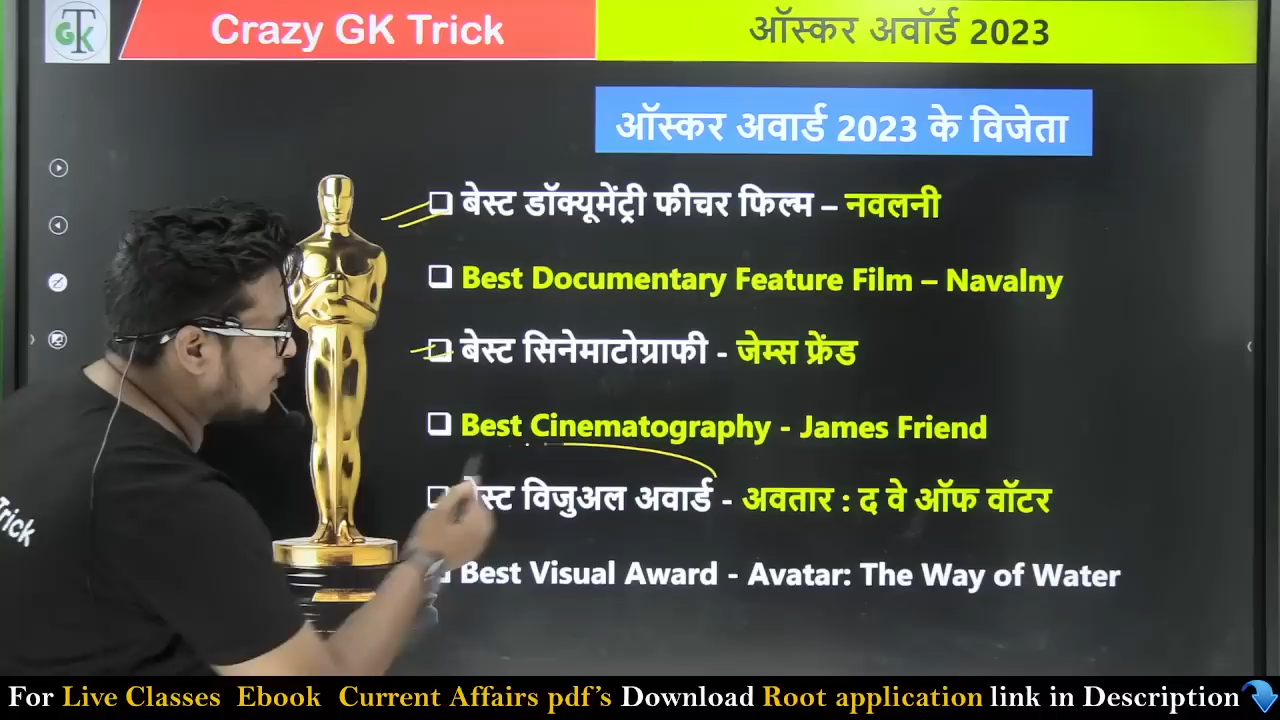 GK T
Crazy GK Trick
ऑस्कर अवॉर्ड 2023
ऑस्कर अवार्ड 2023 के विजेता
बेस्ट डॉक्यूमेंट्री फीचर फिल्म – नवलनी
Best Documentary Feature Film – Navalny
बेस्ट सिनेमाटोग्राफी - जेम्स फ्रेंड
Best Cinematography - James Friend
बेस्ट विजुअल अवार्ड - अवतार : द वे ऑफ वॉटर
Best Visual Award - Avatar: The Way of Water
Trick
For Live Classes Ebook Current Affairs pdf's Download Root application link in Description